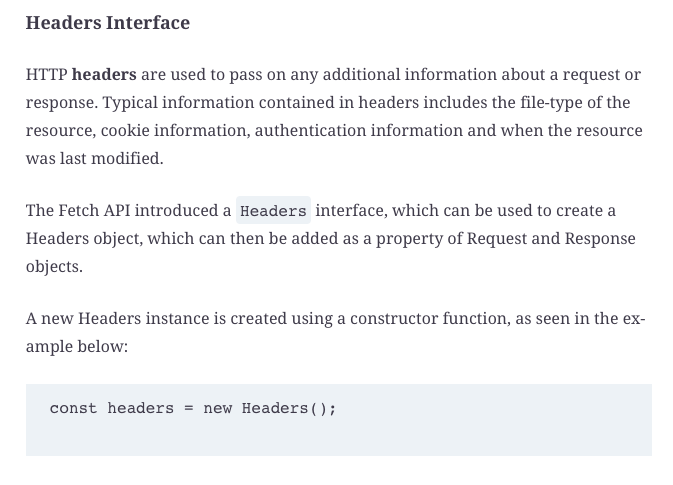 Headers Interface
HTTP headers are used to pass on any additional information about a request or
response. Typical information contained in headers includes the file-type of the
resource, cookie information, authentication information and when the resource
was last modified.
The Fetch API introduced a Headers interface, which can be used to create a
Headers object, which can then be added as a property of Request and Response
objects.
A new Headers instance is created using a constructor function, as seen in the ex-
ample below:
const headers = new Headers();